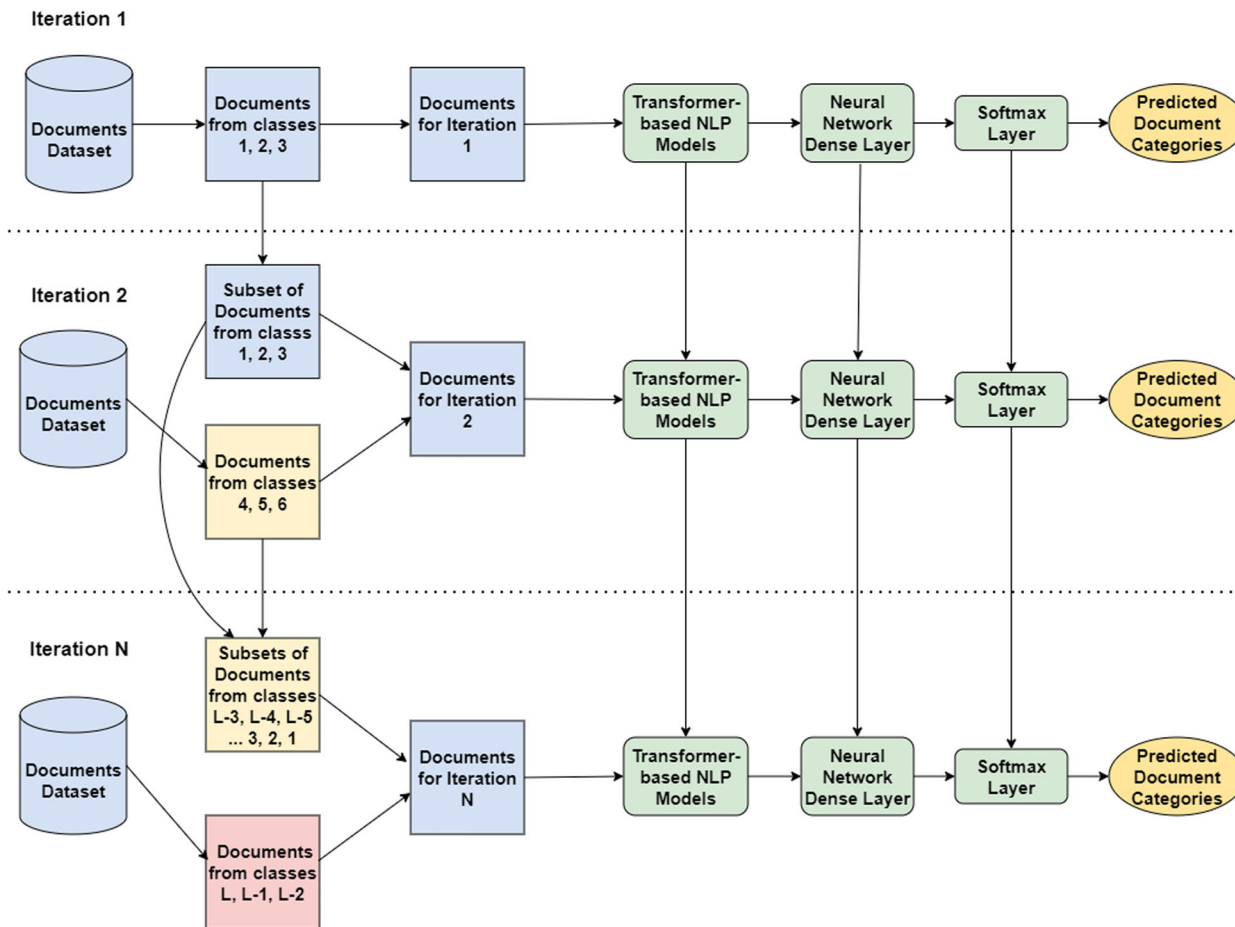 Iteration 1
Documents
Dataset
Documents
from classes
1, 2, 3
Documents
for Iteration
1
Transformer-
based NLP
Models
Neural
Network
Dense Layer
Softmax
Layer
Predicted
Document
Categories
Iteration 2
Documents
Dataset
Subset of
Documents
from classs
1, 2, 3
Documents
from classes
4, 5, 6
Documents
for Iteration
2
Transformer-
based NLP
Models
Neural
Network
Dense Layer
Softmax
Layer
Predicted
Document
Categories
Iteration N
Documents
Dataset
Subsets of
Documents
from classes
L-3, L-4, L-5
... 3, 2, 1
Documents
from classes
L, L-1, L-2
Documents
for Iteration
N
Transformer-
based NLP
Models
Neural
Network
Dense Layer
Softmax
Layer
Predicted
Document
Categories